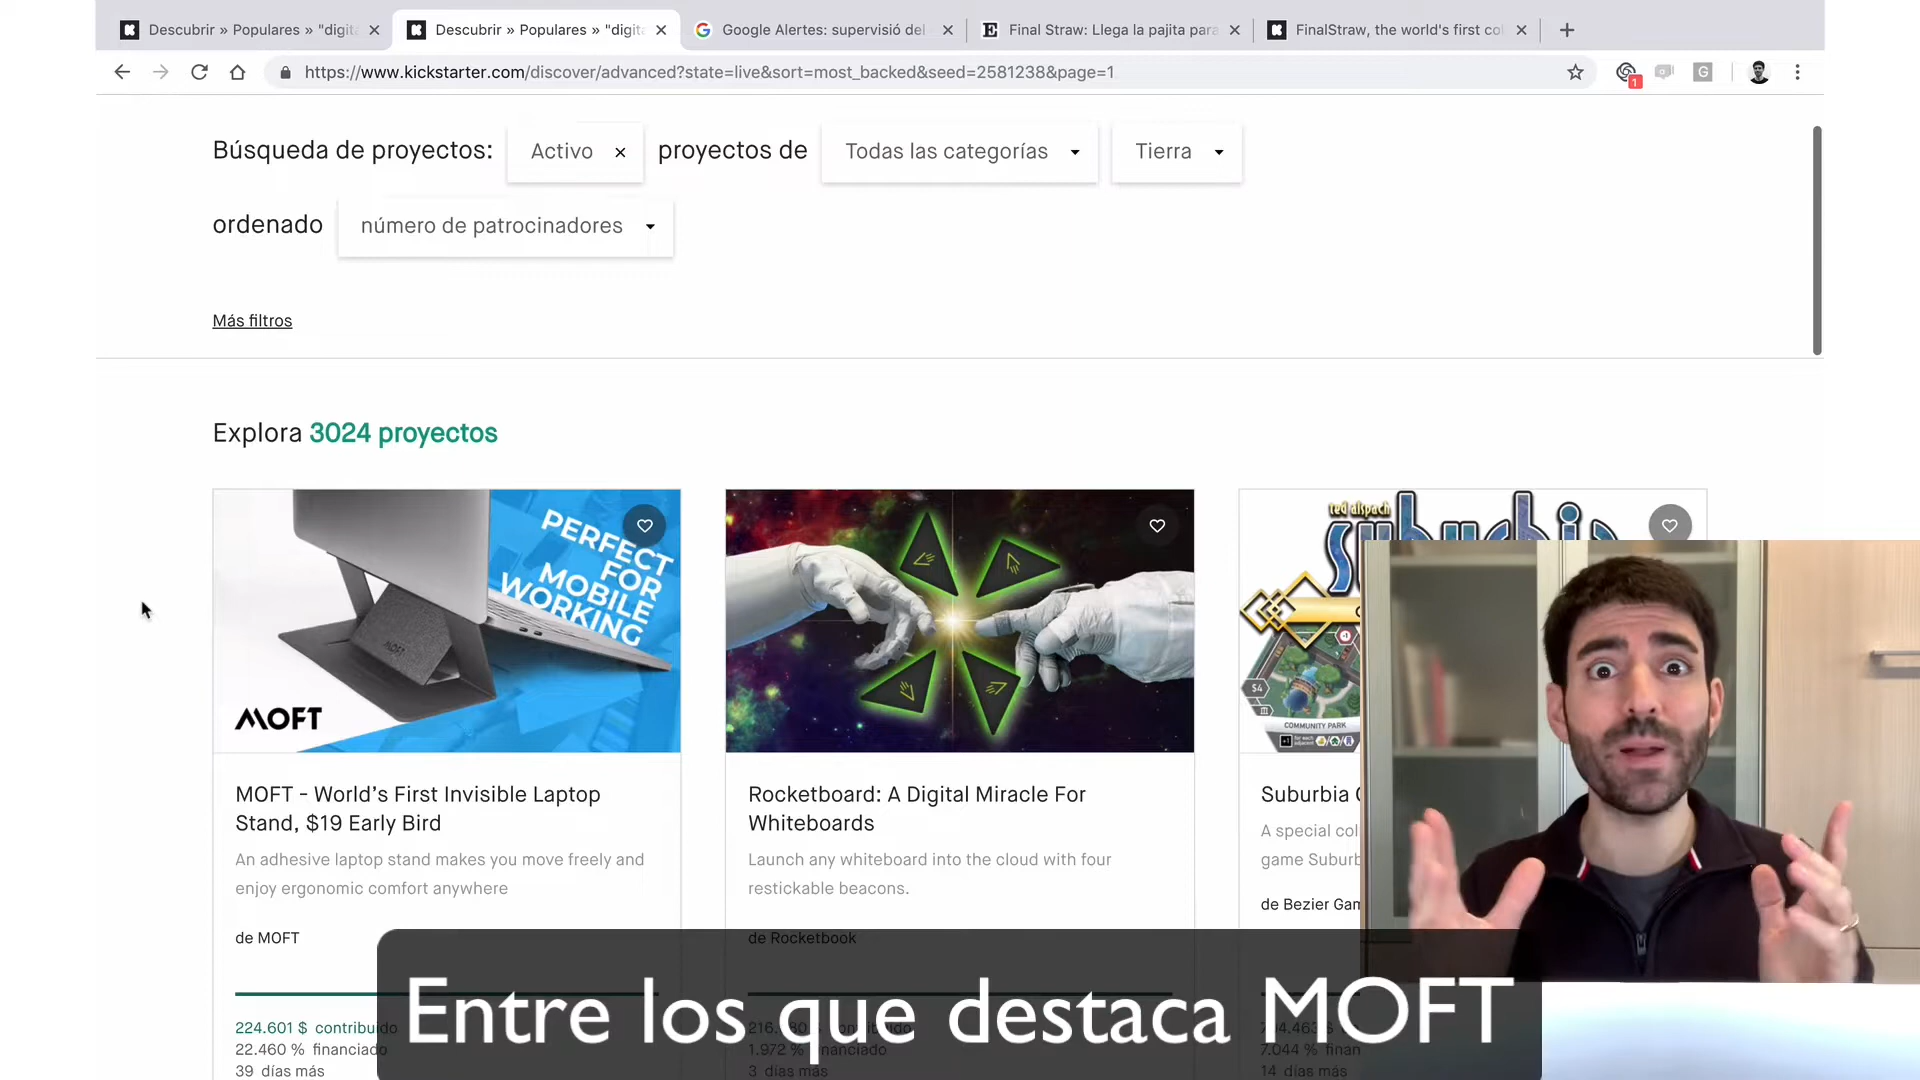 Descubrir » Populares » "digita
Descubrir » Populares » "digita
Google Alertes: supervisió del
Final Straw: Llega la pajita para
FinalStraw, the world's first col
https://www.kickstarter.com/discover/advanced?state=live&sort=most_backed&seed=2581238&page=1
1
G
Búsqueda de proyectos: Activo × proyectos de Todas las categorías Tierra
ordenado número de patrocinadores
Más filtros
Explora 3024 proyectos
PERFECT
FOR
MOBILE
WORKING
MOFT
MOFT
ted alspach
Suburbia
$4
COMMUNITY PARK
MOFT - World's First Invisible Laptop
Stand, $19 Early Bird
An adhesive laptop stand makes you move freely and
enjoy ergonomic comfort anywhere
de MOFT
224.601 $ contribuido
22.460 % financiado
39 días más
Rocketboard: A Digital Miracle For
Whiteboards
Launch any whiteboard into the cloud with four
restickable beacons.
de Rocketbook
1.972 % financiado
3 días más
Suburbia
A special col
game Suburb
de Bezier Gam
7.044 % finan
14 días más
Entre los que destaca MOFT